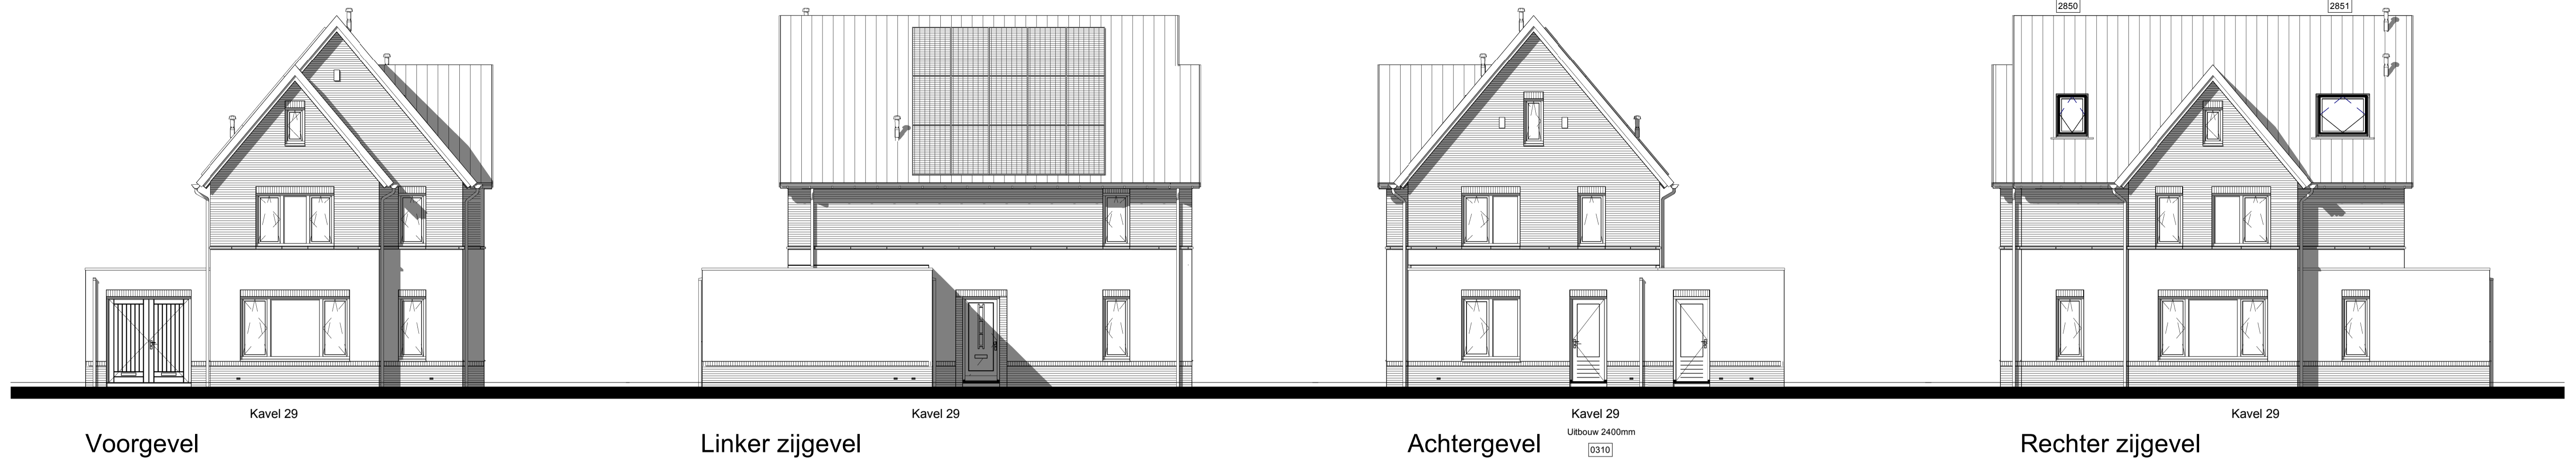 2850
2851
Kavel 29
Kavel 29
Kavel 29
Kavel 29
Uitbouw 2400mm
Voorgevel
Linker zijgevel
Achtergevel
0310
Rechter zijgevel